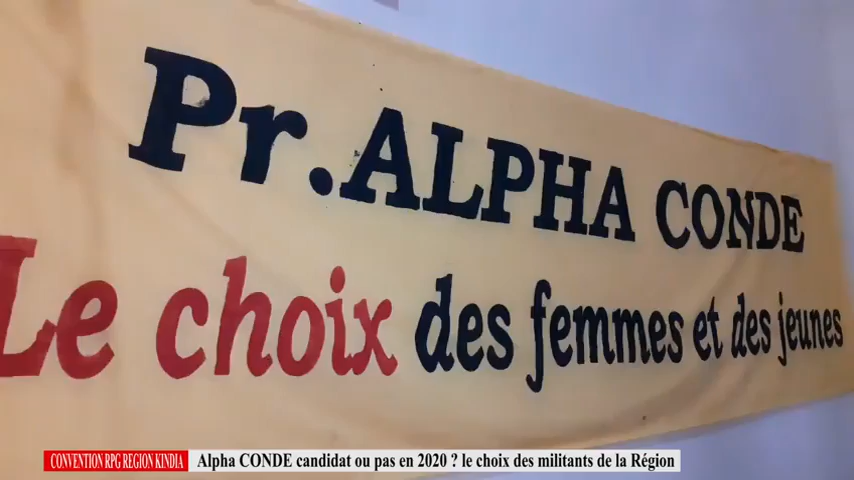 Pr.ALPHA CONDE
Le choix des femmes et des jeunes
CONVENTION RPG REGION KINDIA Alpha CONDE candidat ou pas en 2020 ? le choix des militants de la Région